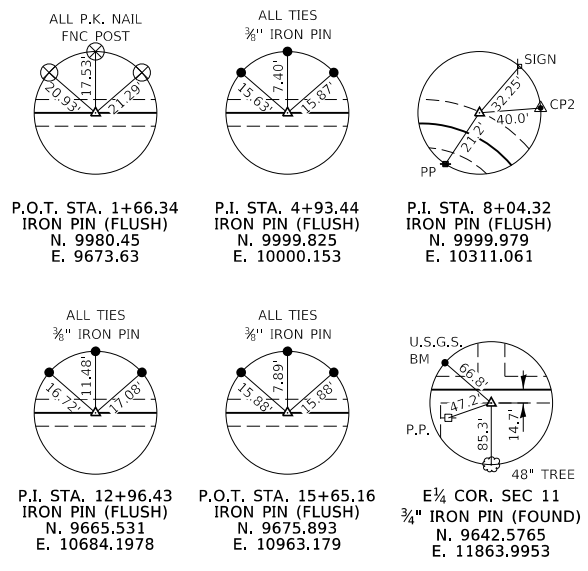 ALL P.K. NAIL
FNC POST
20.93'
17.53'
21.29'
P.O.T. STA. 1+66.34
IRON PIN (FLUSH)
N. 9980.45
E. 9673.63
ALL TIES
⅜" IRON PIN
15.63'
7.40'
15.87'
P.I. STA. 4+93.44
IRON PIN (FLUSH)
N. 9999.825
E. 10000.153
SIGN
32.25'
CP2
40.0'
21.2'
PP
P.I. STA. 8+04.32
IRON PIN (FLUSH)
N. 9999.979
E. 10311.061
ALL TIES
⅜" IRON PIN
16.72'
11.48'
17.08'
P.I. STA. 12+96.43
IRON PIN (FLUSH)
N. 9665.531
E. 10684.1978
ALL TIES
⅜" IRON PIN
15.88'
7.89'
15.88'
P.O.T. STA. 15+65.16
IRON PIN (FLUSH)
N. 9675.893
E. 10963.179
U.S.G.S.
BM
66.8'
47.2'
P.P.
85.3'
14.7'
48" TREE
E¼ COR. SEC 11
¾" IRON PIN (FOUND)
N. 9642.5765
E. 11863.9953